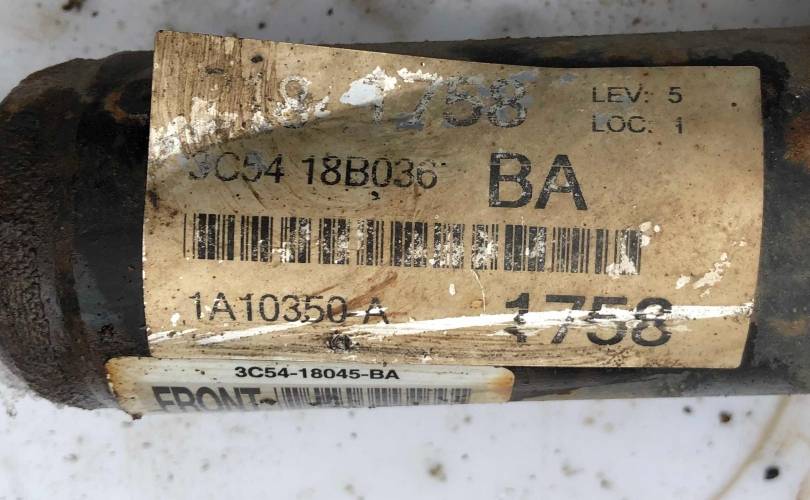 1758
LEV: 5
LOC: 1
3C54 18B036
BA
1A10350 A
1758
3C54-18045-BA
FRONT